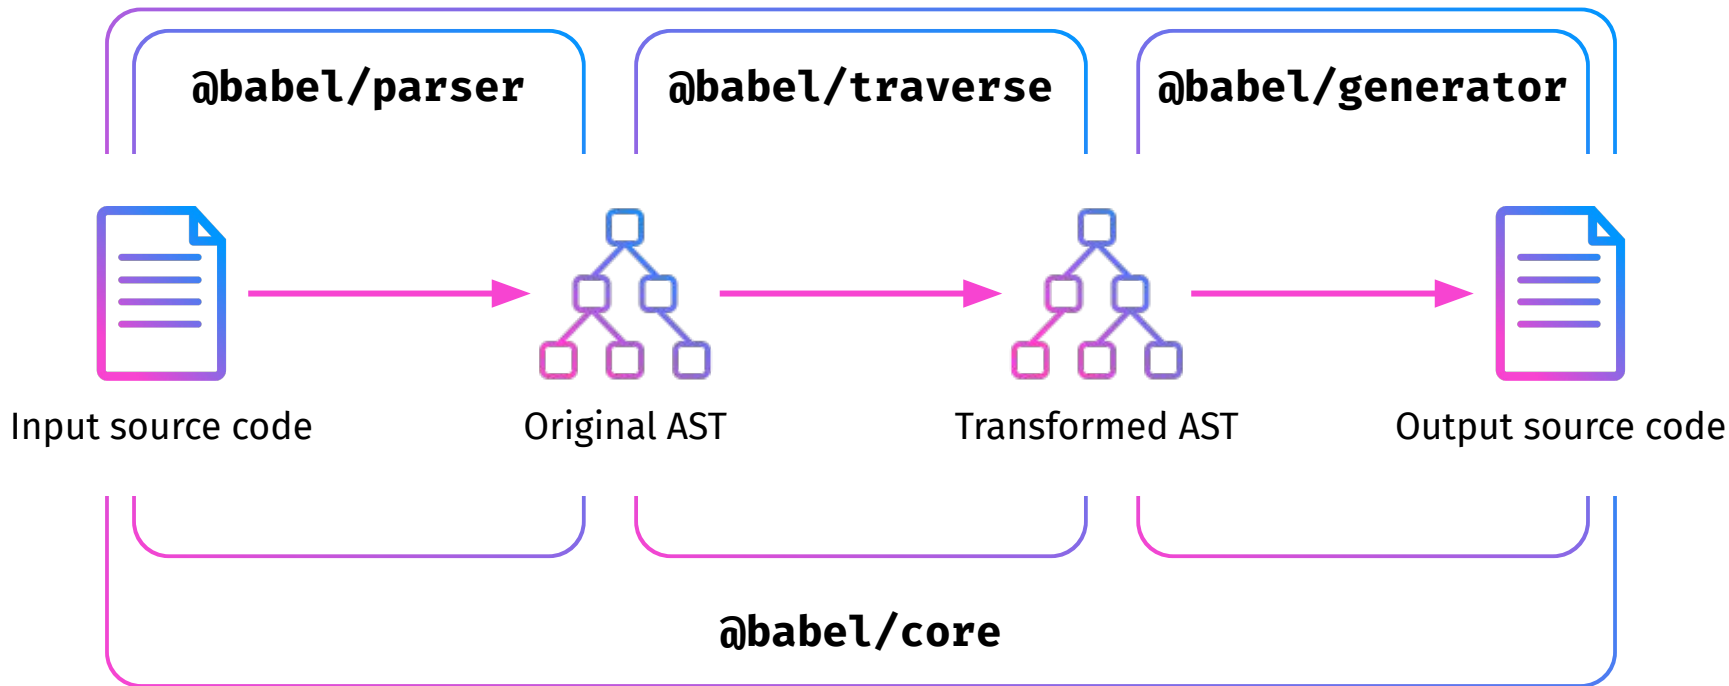 @babel/parser
@babel/traverse
@babel/generator
Input source code
Original AST
Transformed AST
Output source code
@babel/core